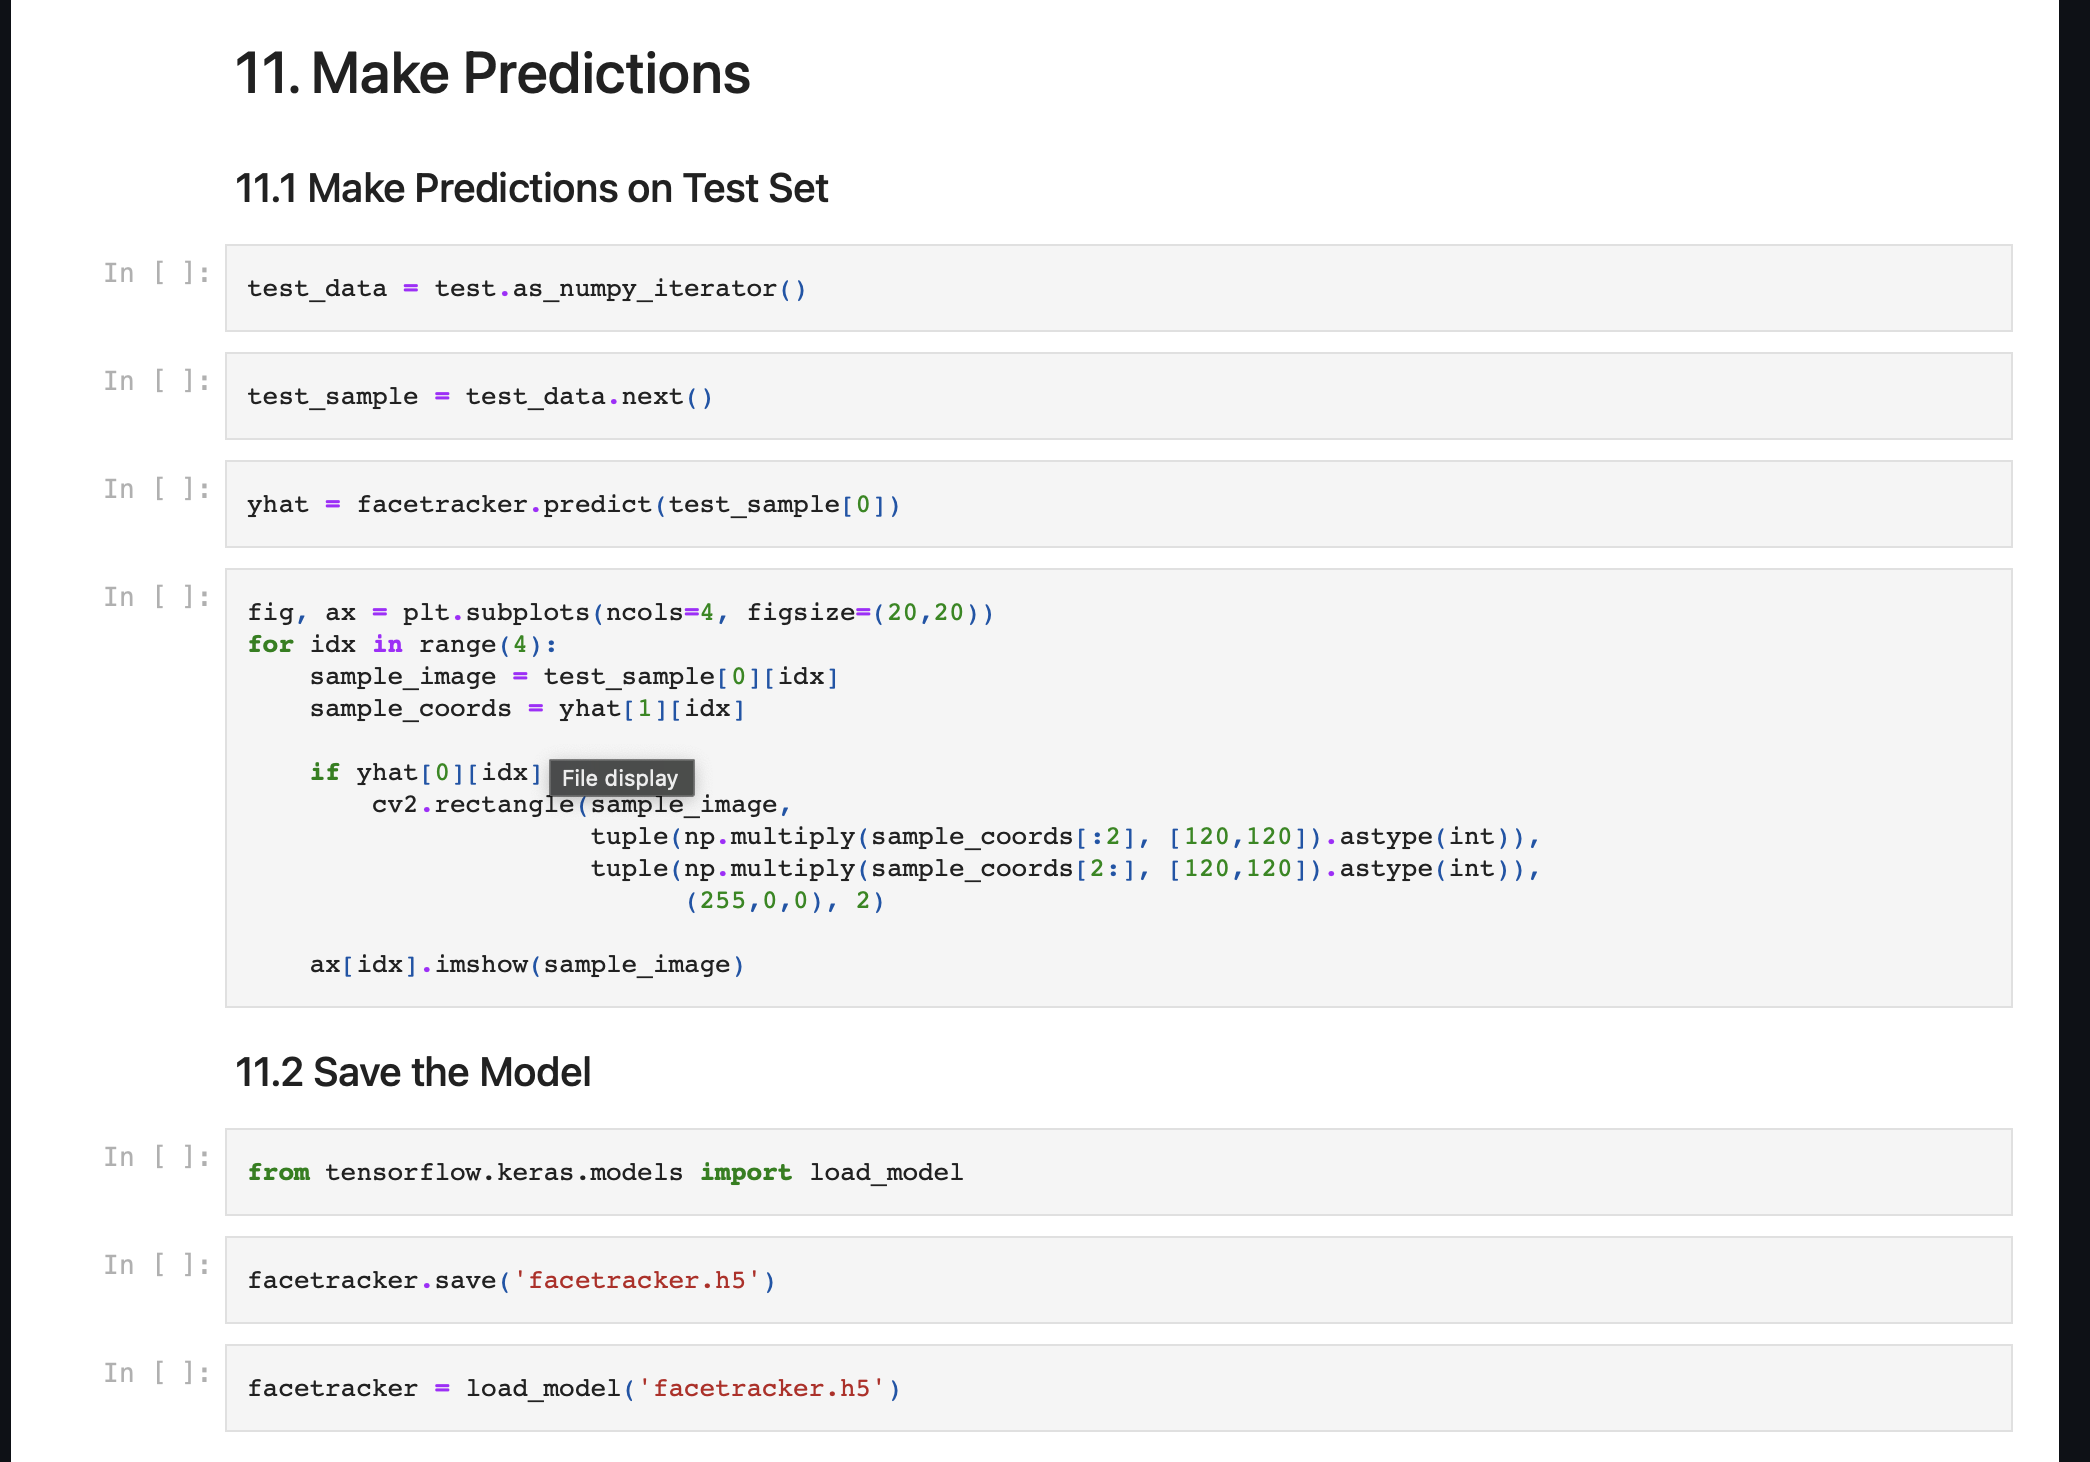 11. Make Predictions
11.1 Make Predictions on Test Set
In [ ]:
test_data = test.as_numpy_iterator()
In [ ]:
test_sample = test_data.next()
In [ ]:
yhat = facetracker.predict(test_sample[0])
In [ ]:
fig, ax = plt.subplots(ncols=4, figsize=(20,20))
for idx in range(4):
    sample_image = test_sample[0][idx]
    sample_coords = yhat[1][idx]
    if yhat[0][idx]
File display
        cv2.rectangle(sample_image,
                      tuple(np.multiply(sample_coords[:2], [120,120]).astype(int)),
                      tuple(np.multiply(sample_coords[2:], [120,120]).astype(int)),
                            (255,0,0), 2)
    ax[idx].imshow(sample_image)
11.2 Save the Model
In [ ]:
from tensorflow.keras.models import load_model
In [ ]:
facetracker.save('facetracker.h5')
In [ ]:
facetracker = load_model('facetracker.h5')